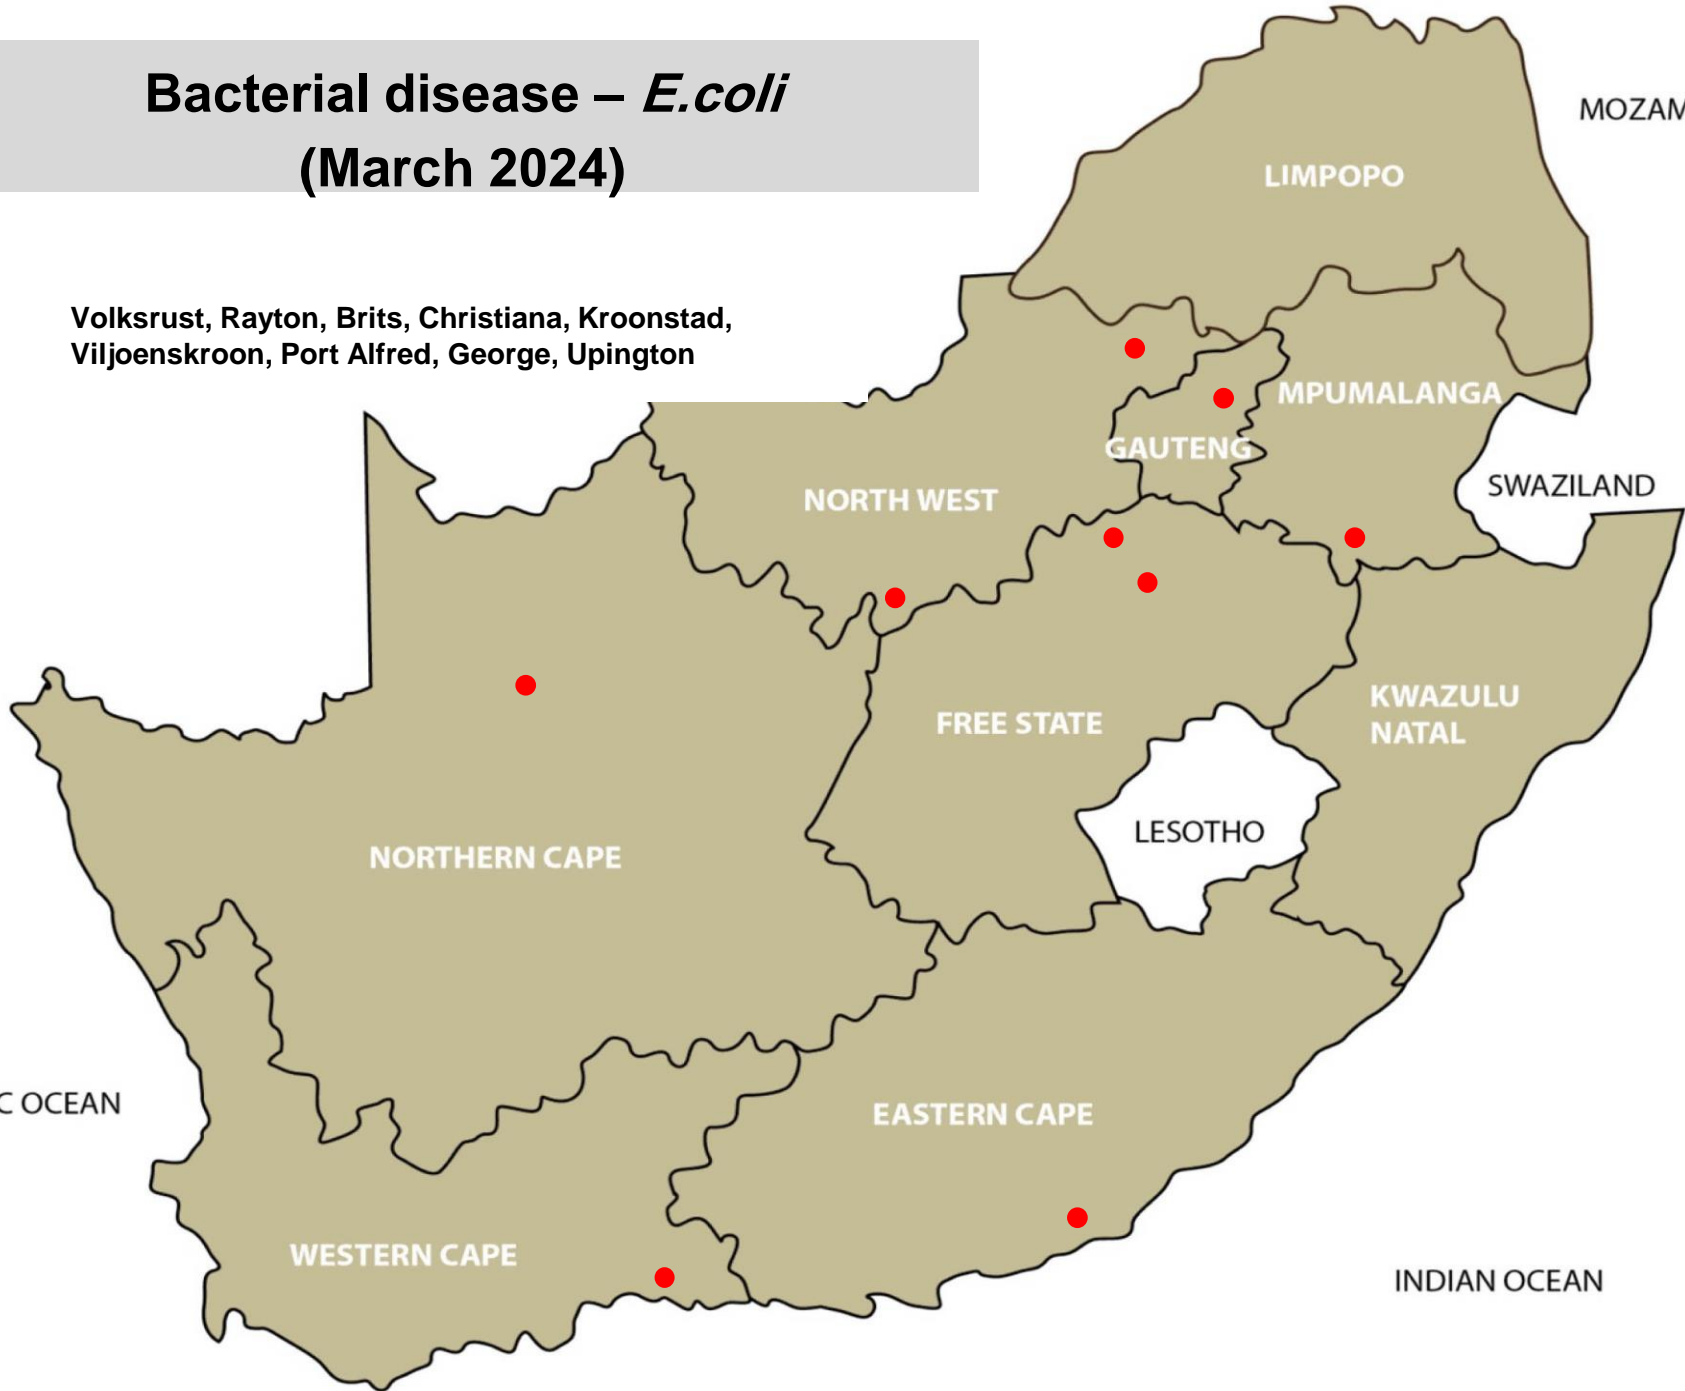 Bacterial disease – E.coli
(March 2024)
MOZAM
LIMPOPO
Volksrust, Rayton, Brits, Christiana, Kroonstad,
Viljoenskroon, Port Alfred, George, Upington
MPUMALANGA
GAUTENG
SWAZILAND
NORTH WEST
KWAZULU
NATAL
FREE STATE
LESOTHO
NORTHERN CAPE
C OCEAN
EASTERN CAPE
WESTERN CAPE
INDIAN OCEAN